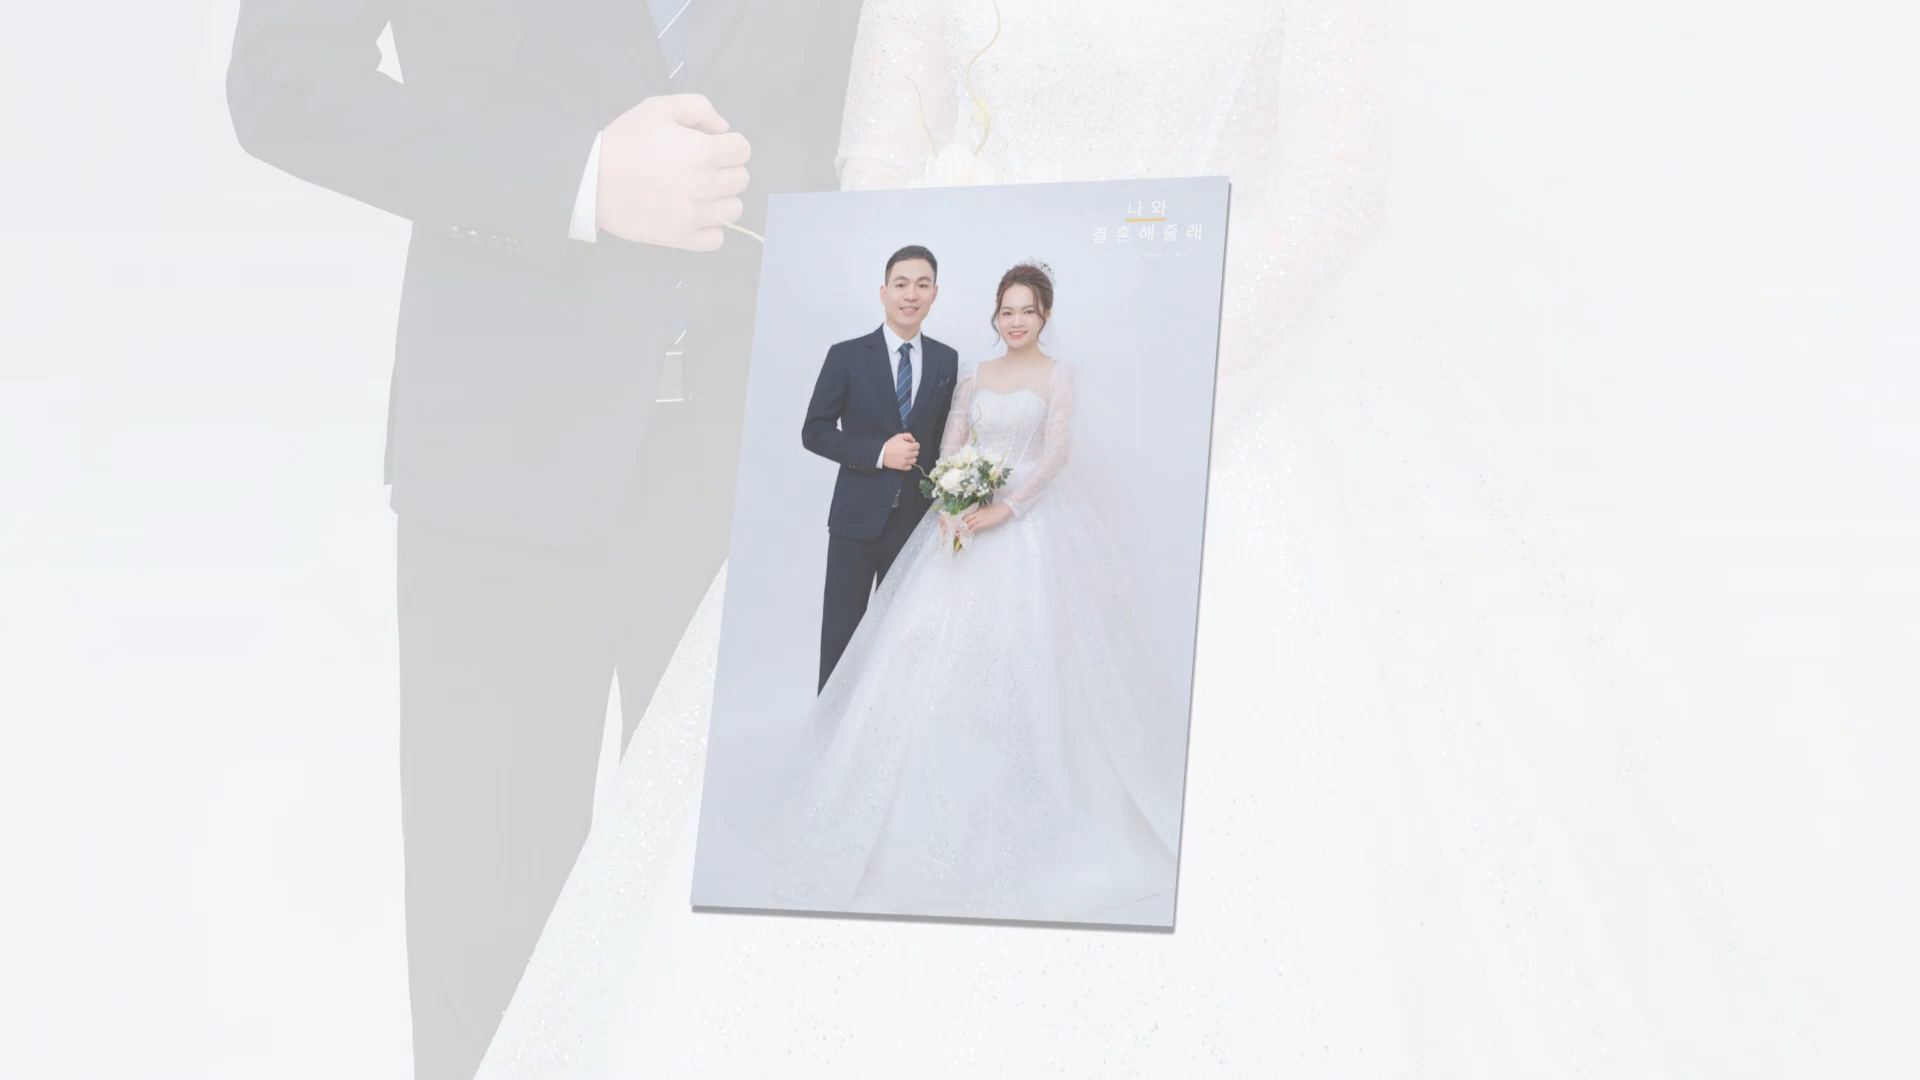 나 와
결 혼 해 줄 래